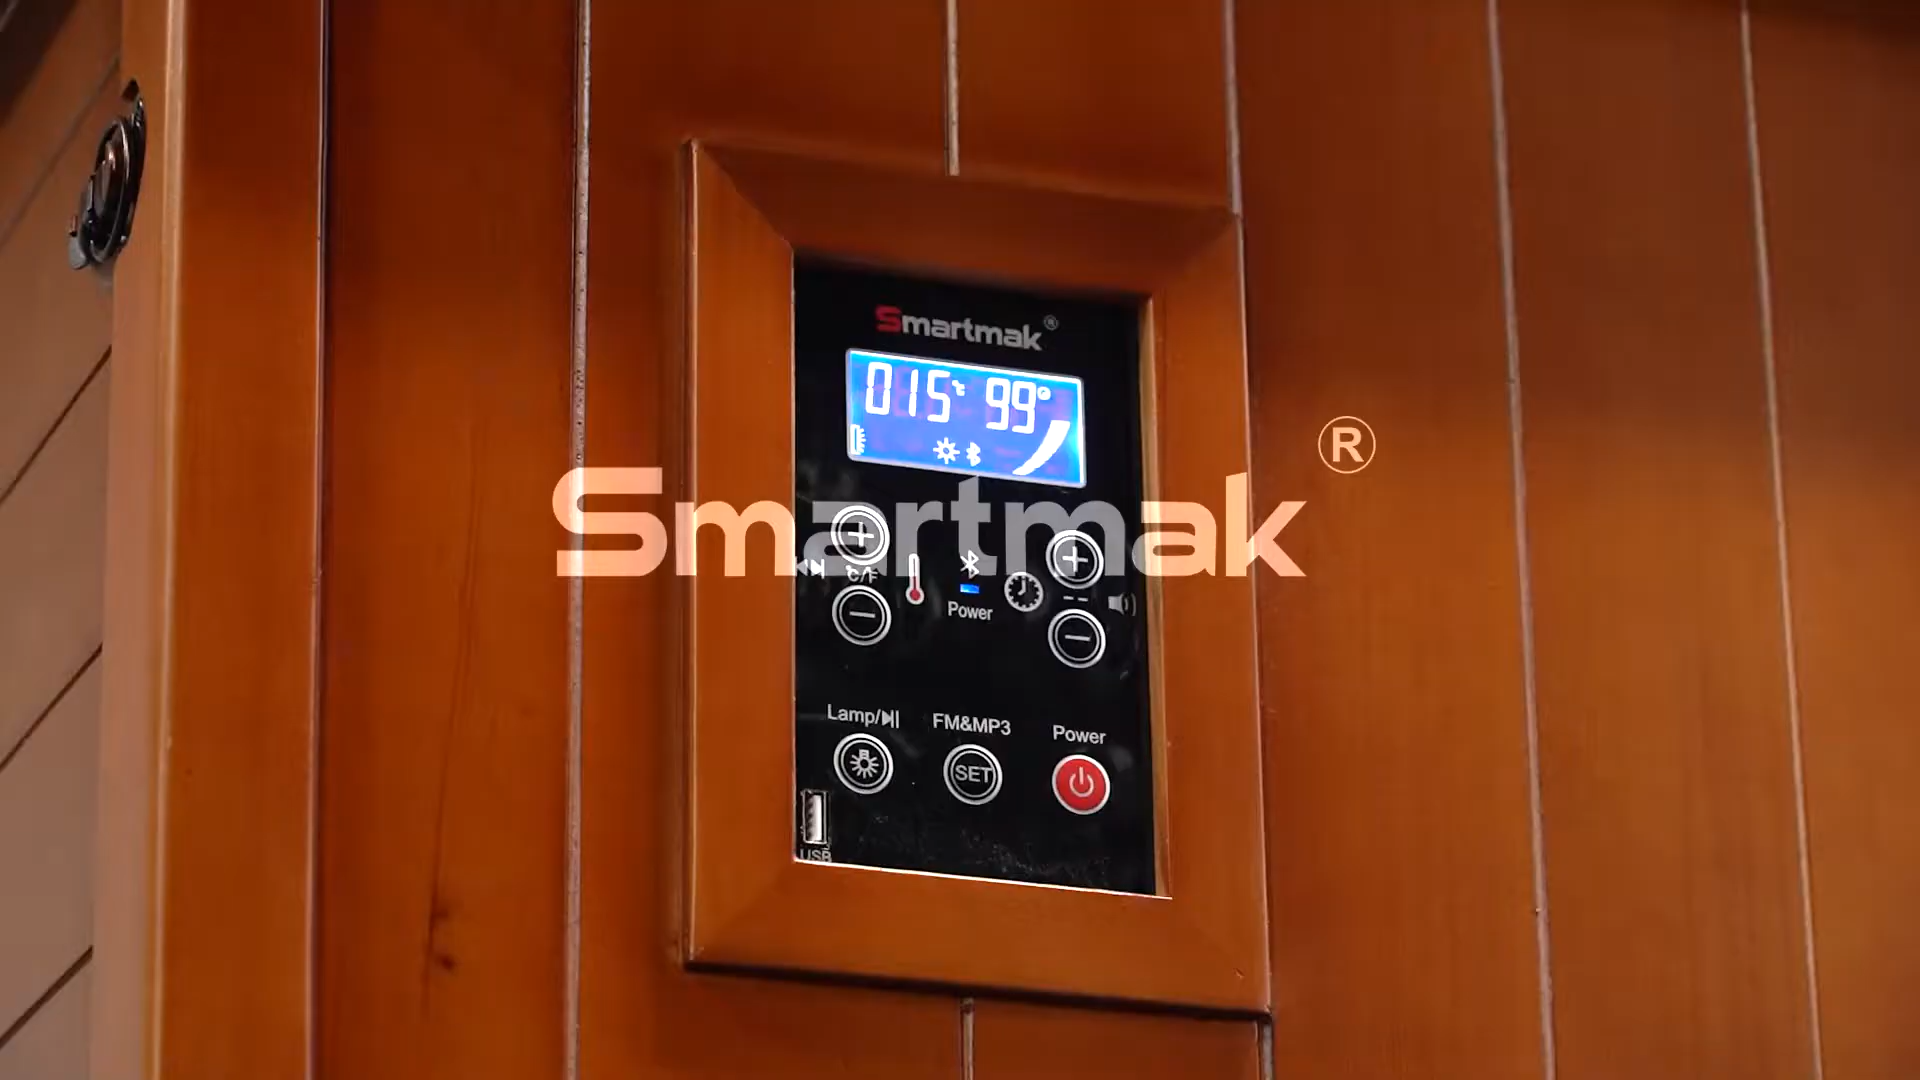 Smartmak®
015°C 99
Smartmak®
°C/°F
Power
Lamp/
FM&MP3
Power
SET
USB